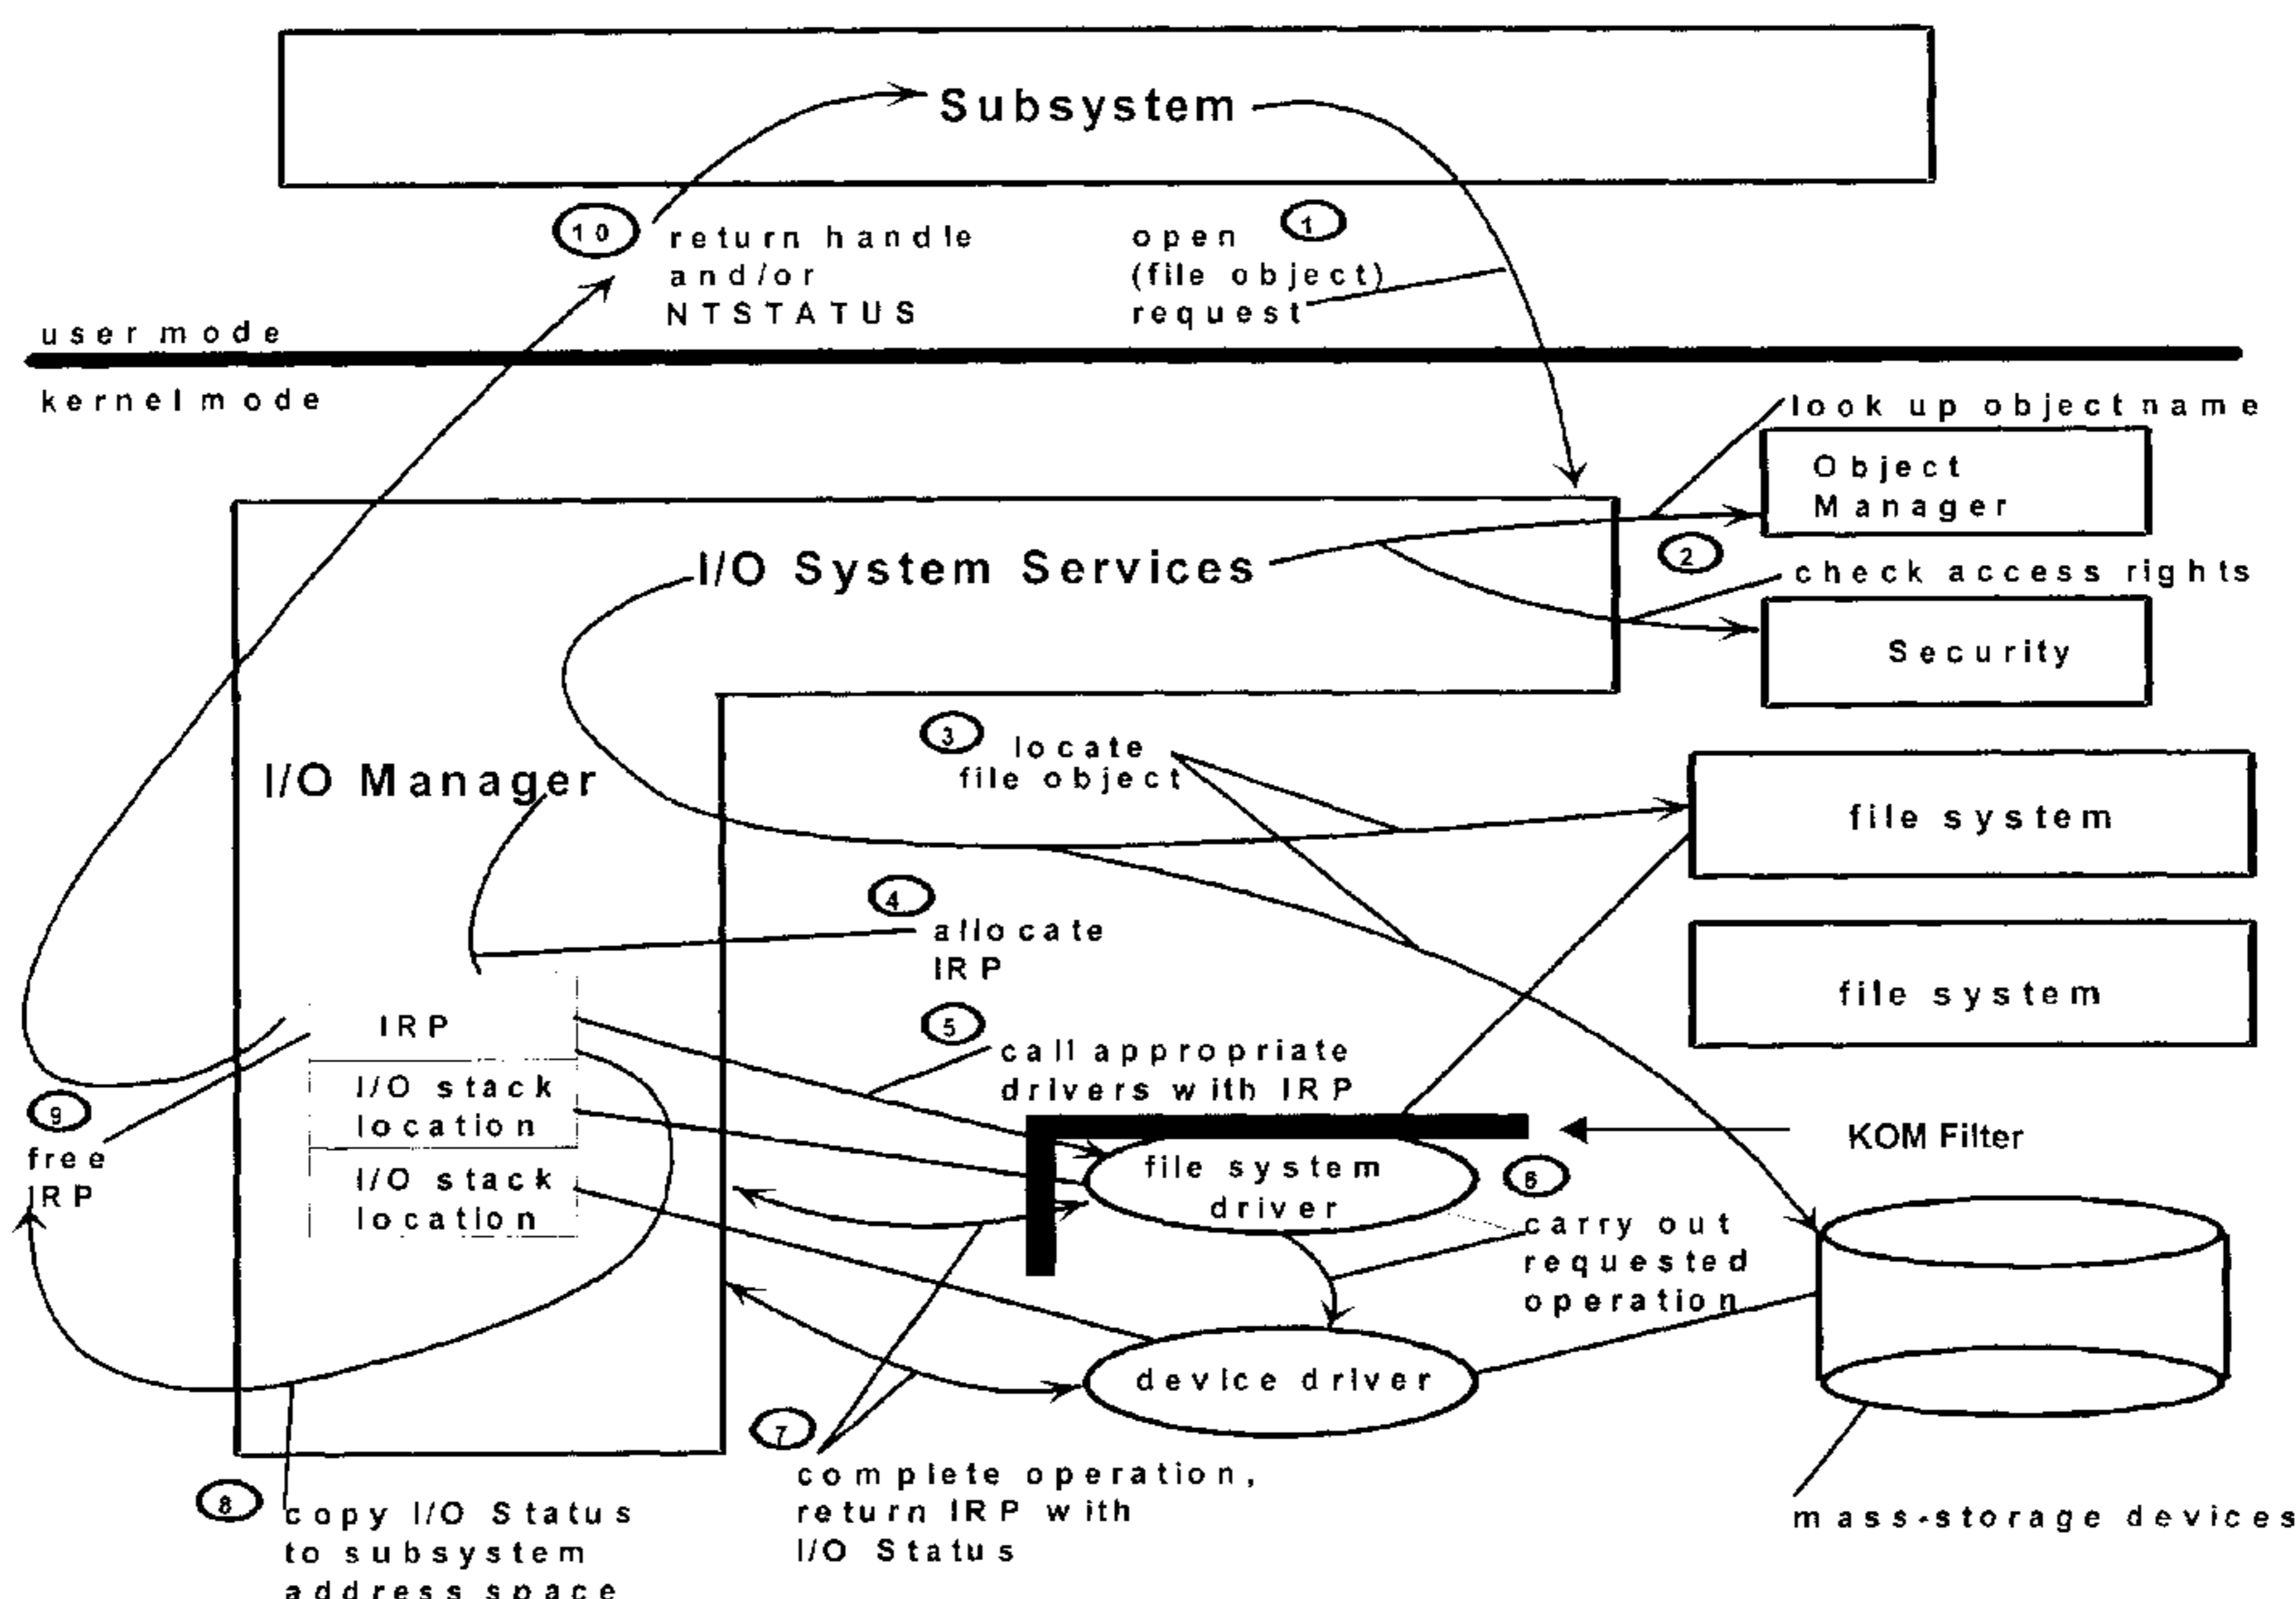 Subsystem
10
return handle
and/or
NTSTATUS
1
open
(file object)
request
user mode
kernel mode
look up object name
Object
Manager
2
check access rights
Security
I/O System Services
I/O Manager
3
locate
file object
file system
file system
4
allocate
IRP
5
call appropriate
drivers with IRP
IRP
I/O stack
location
I/O stack
location
9
free
IRP
KOM Filter
file system
driver
6
carry out
requested
operation
device driver
7
complete operation,
return IRP with
I/O Status
8
copy I/O Status
to subsystem
address space
mass-storage devices